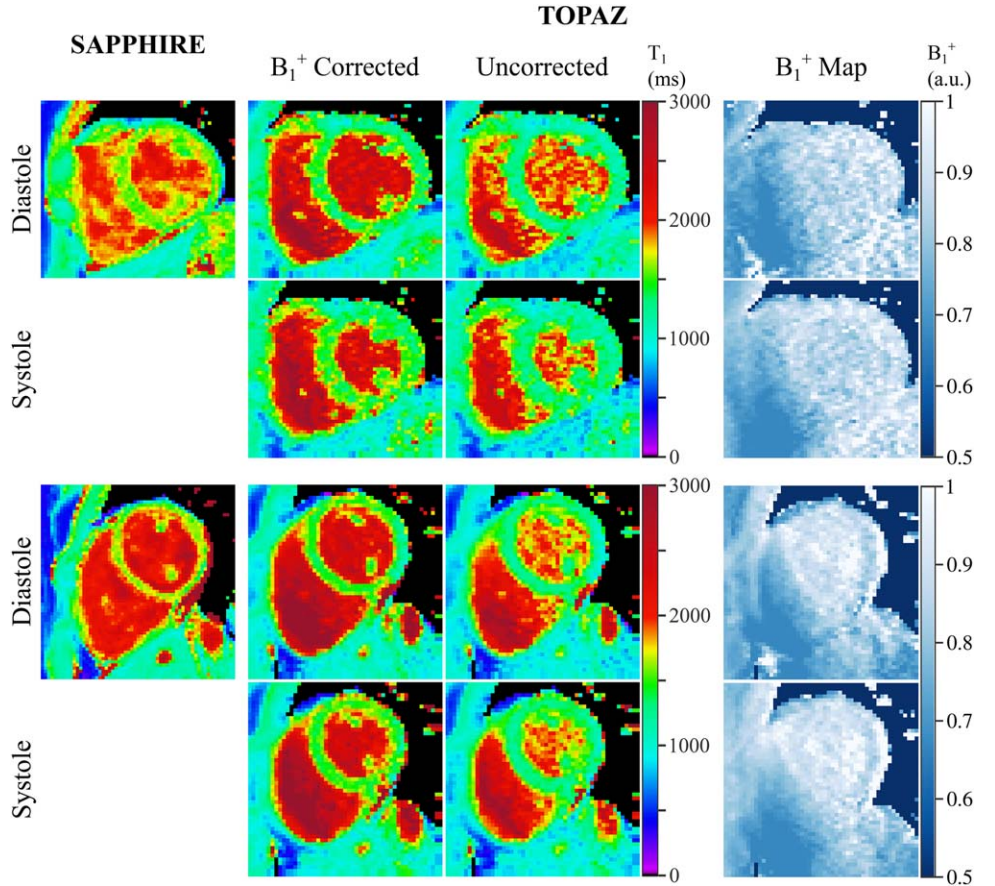 TOPAZ
SAPPHIRE
B₁⁺ Corrected
Uncorrected
T₁
(ms)
B₁⁺ Map
B₁⁺
(a.u.)
Diastole
3000
2000
1000
0
1
0.9
0.8
0.7
0.6
0.5
Systole
Diastole
3000
2000
1000
0
1
0.9
0.8
0.7
0.6
0.5
Systole